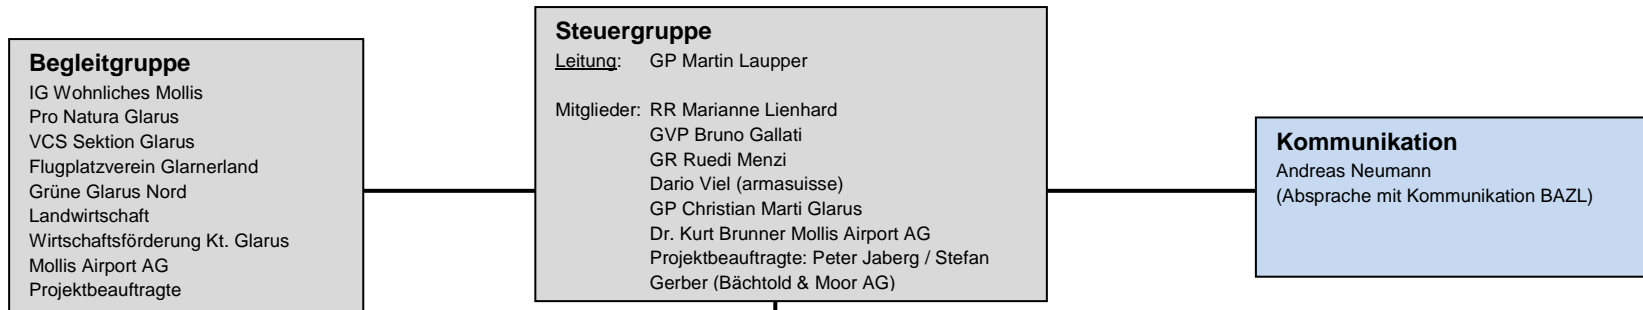 Begleitgruppe
IG Wohnliches Mollis
Pro Natura Glarus
VCS Sektion Glarus
Flugplatzverein Glarnerland
Grüne Glarus Nord
Landwirtschaft
Wirtschaftsförderung Kt. Glarus
Mollis Airport AG
Projektbeauftragte
Steuergruppe
Leitung: GP Martin Laupper
Mitglieder: RR Marianne Lienhard
GVP Bruno Gallati
GR Ruedi Menzi
Dario Viel (armasuisse)
GP Christian Marti Glarus
Dr. Kurt Brunner Mollis Airport AG
Projektbeauftragte: Peter Jaberg / Stefan
Gerber (Bächtold & Moor AG)
Kommunikation
Andreas Neumann
(Absprache mit Kommunikation BAZL)